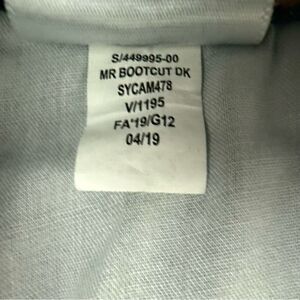 S/449995-00
MR BOOTCUT DK
SYCAM478
V/1195
FA'19/G12
04/19